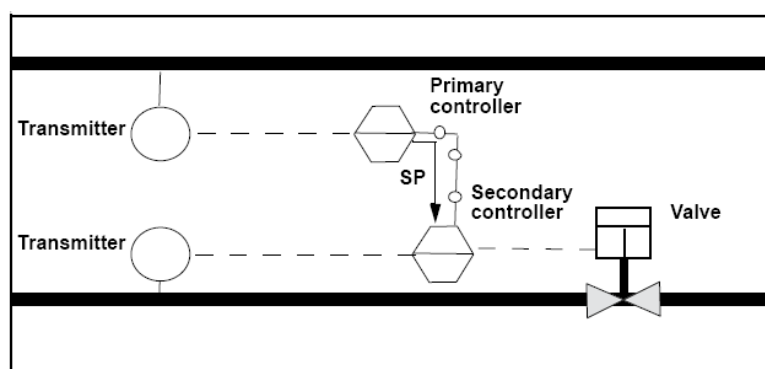 Primary
controller
Transmitter
SP
Secondary
controller
Valve
Transmitter